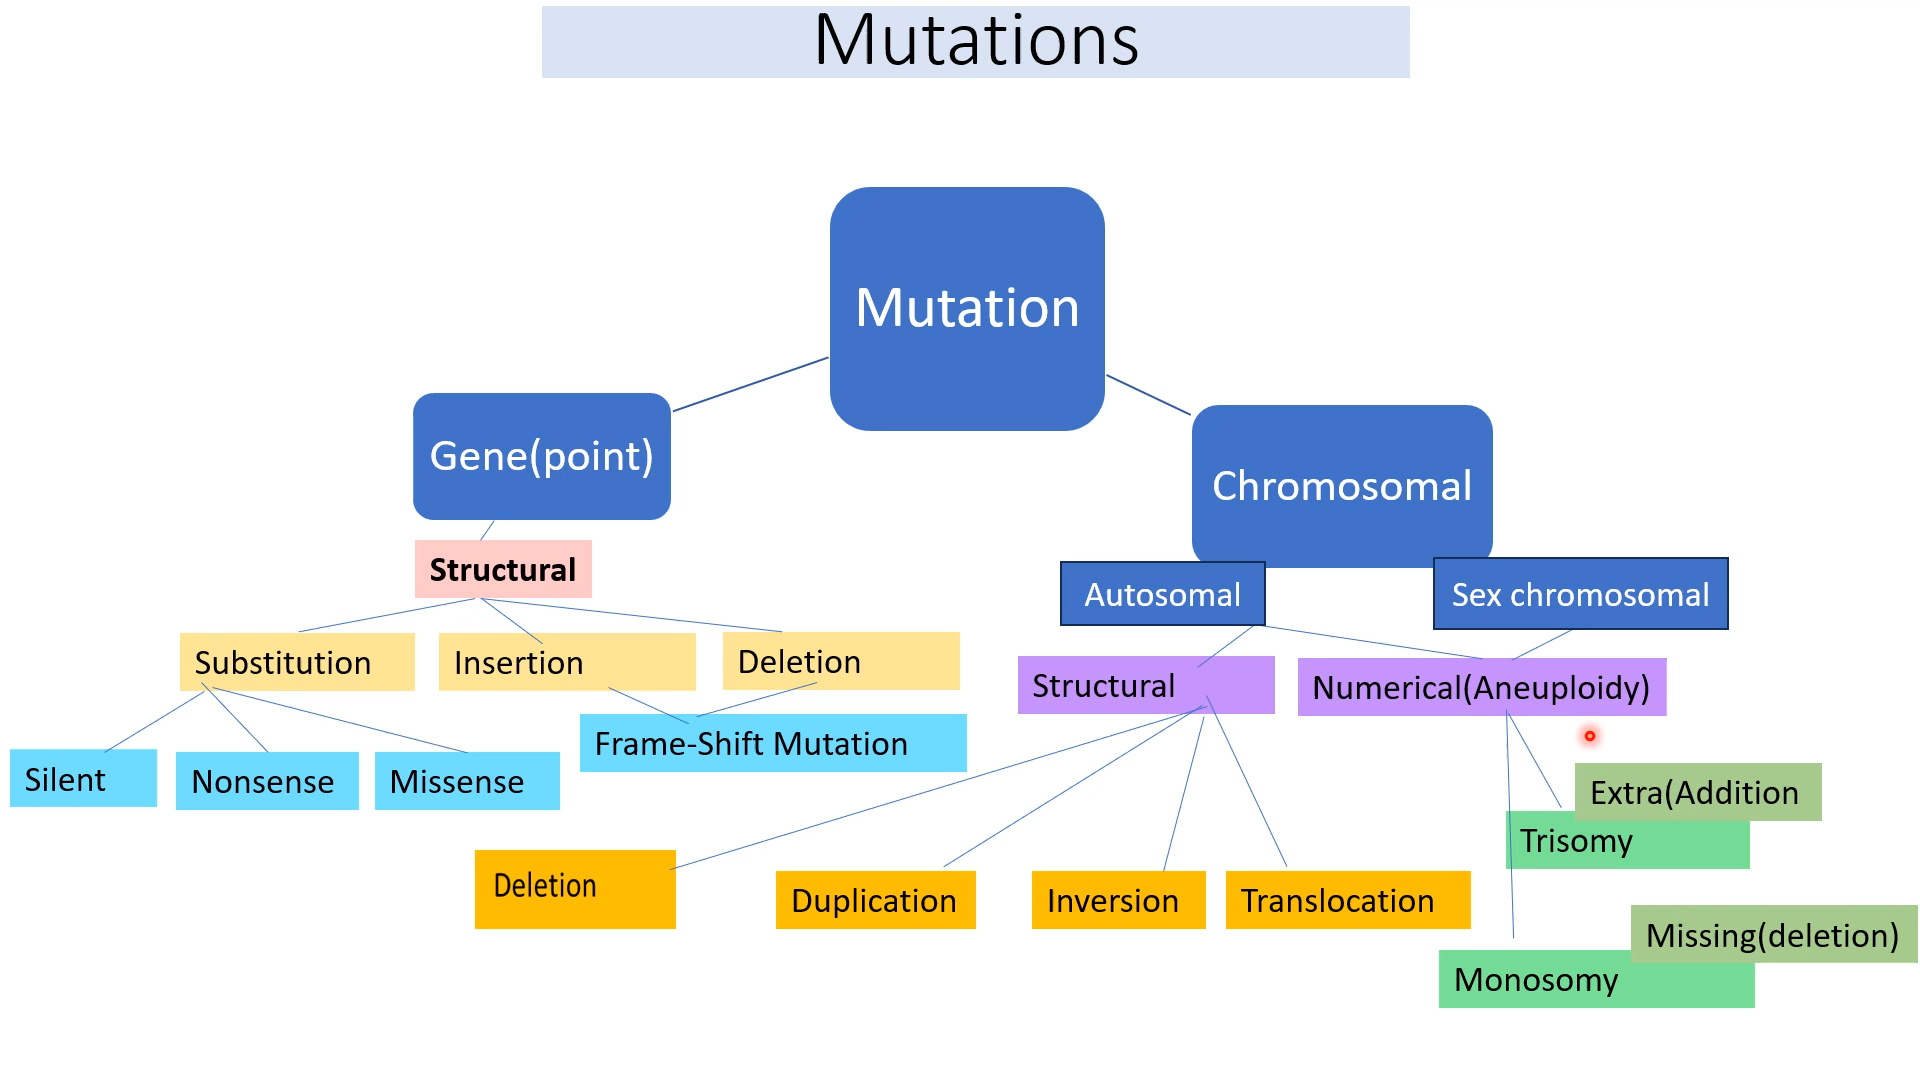 Mutations
Mutation
Gene(point)
Chromosomal
Structural
Autosomal
Sex chromosomal
Substitution
Insertion
Deletion
Structural
Numerical(Aneuploidy)
Frame-Shift Mutation
Silent
Nonsense
Missense
Extra(Addition
Trisomy
Deletion
Duplication
Inversion
Translocation
Missing(deletion)
Monosomy